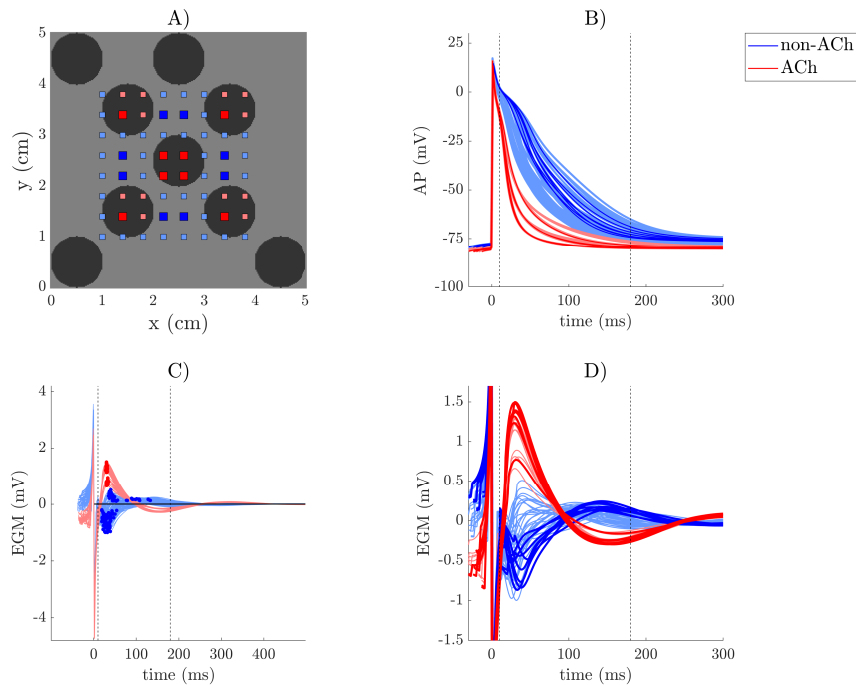 A)
5
4
3
2
1
0
y (cm)
0 1 2 3 4 5
x (cm)
B)
0
-25
-50
-75
-100
AP (mV)
0 100 200 300
time (ms)
non-ACh
ACh
C)
4
2
0
-2
-4
EGM (mV)
0 100 200 300 400
time (ms)
D)
1.5
1
0.5
0
-0.5
-1
-1.5
EGM (mV)
0 100 200 300
time (ms)